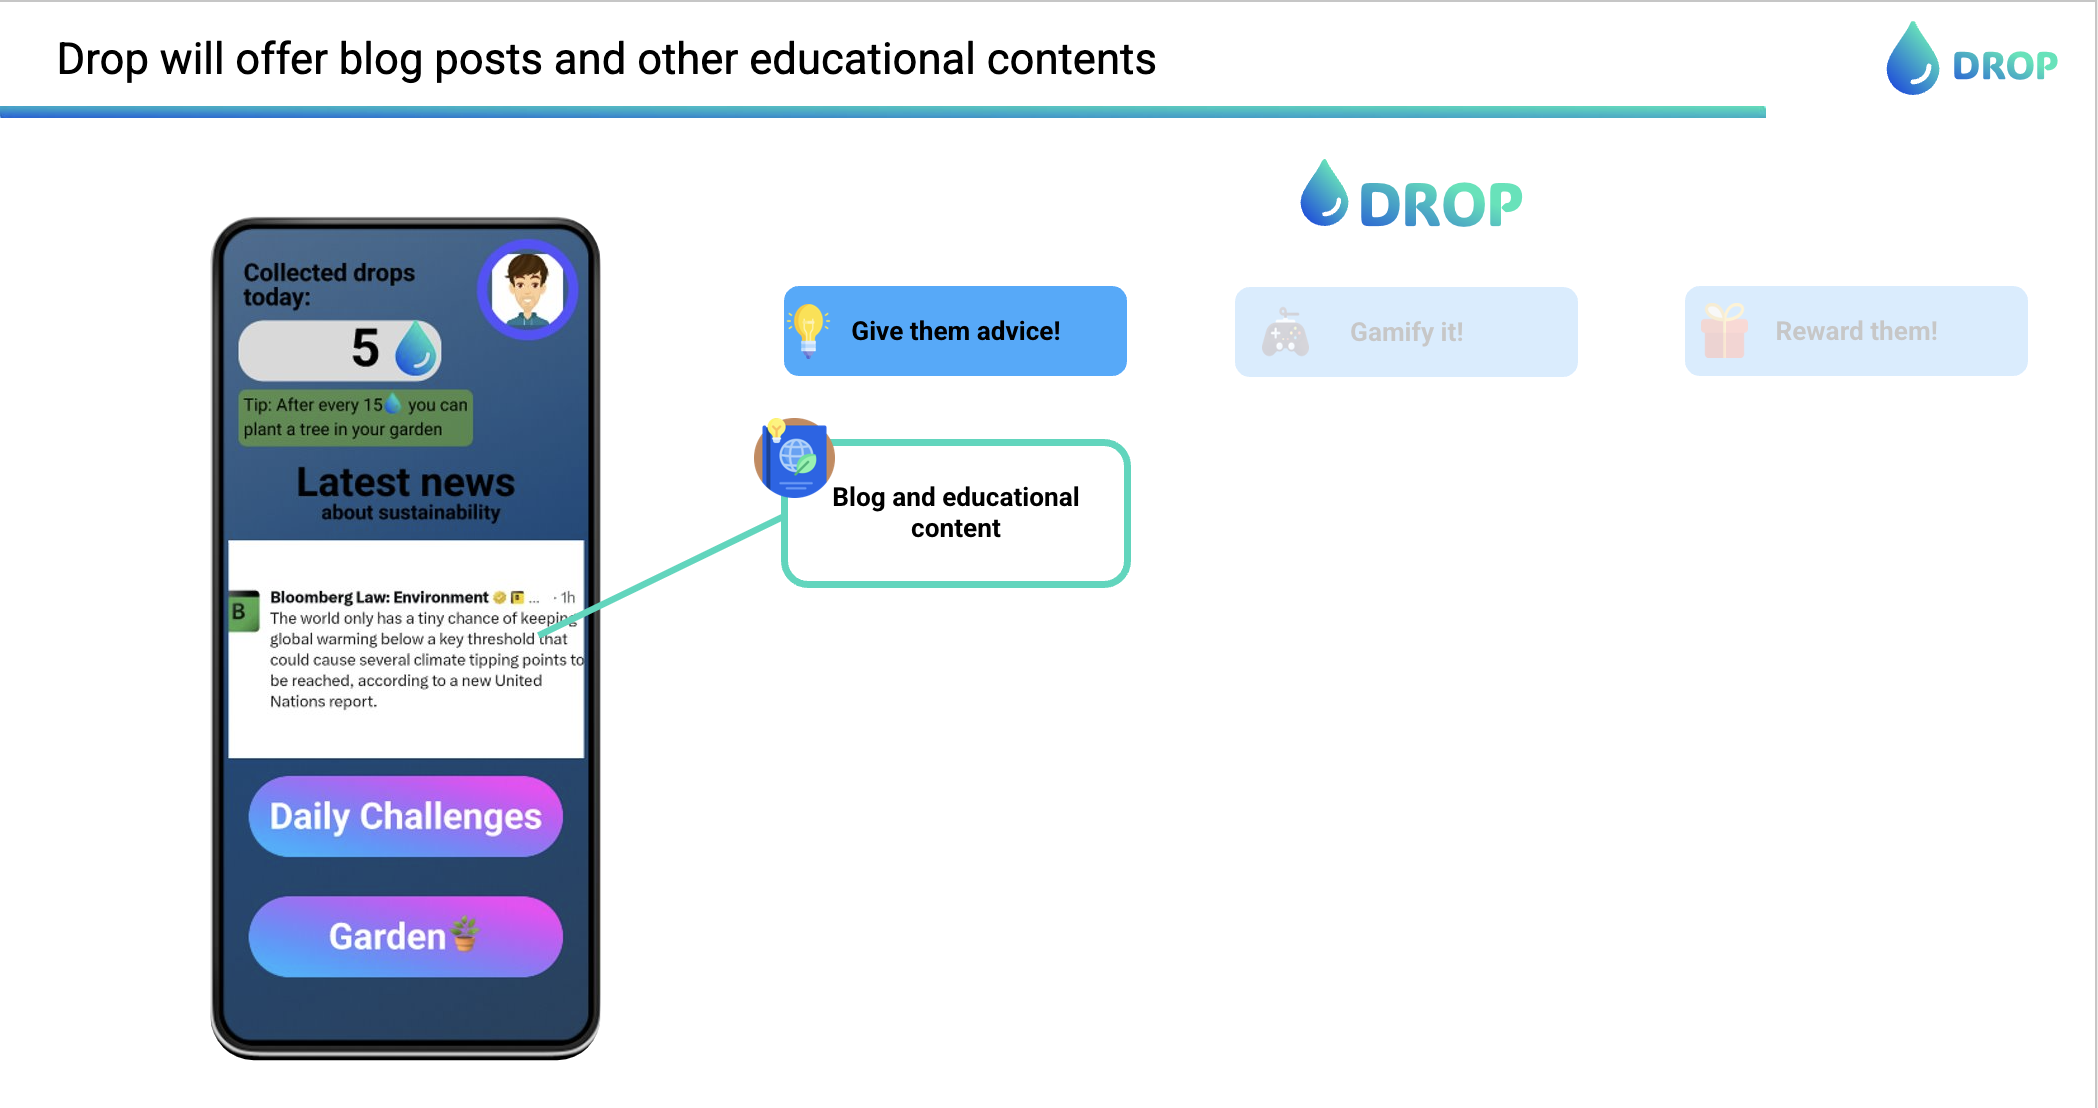 Drop will offer blog posts and other educational contents
DROP
DROP
Collected drops
today:
5
Tip: After every 15 you can
plant a tree in your garden
Latest news
about sustainability
B
Bloomberg Law: Environment B ... · 1h
The world only has a tiny chance of keeping
global warming below a key threshold that
could cause several climate tipping points to
be reached, according to a new United
Nations report.
Daily Challenges
Garden
Give them advice!
Gamify it!
Reward them!
Blog and educational
content